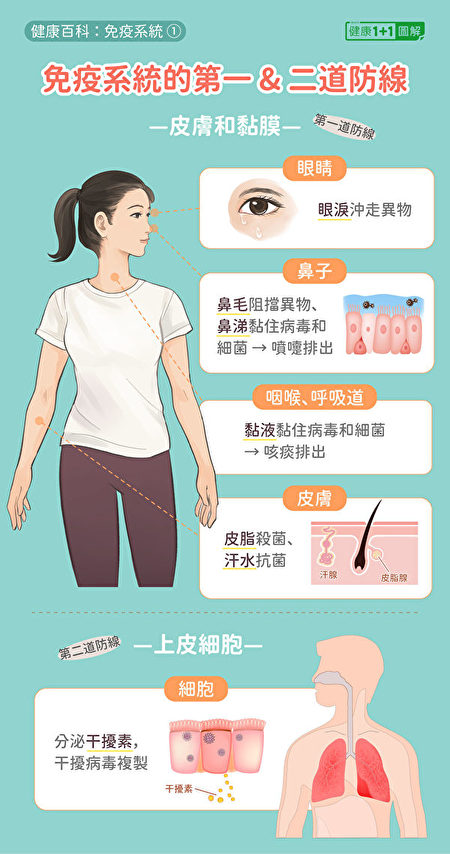 健康百科：免疫系統①
健康1+1 圖解
免疫系統的第一 & 二道防線
—皮膚和黏膜—
第一道防線
眼睛
眼淚沖走異物
鼻子
鼻毛阻擋異物、
鼻涕黏住病毒和
細菌 → 噴嚏排出
咽喉、呼吸道
黏液黏住病毒和細菌
→ 咳痰排出
皮膚
皮脂殺菌、
汗水抗菌
汗腺
皮脂腺
第二道防線
—上皮細胞—
細胞
分泌干擾素，
干擾病毒複製
干擾素